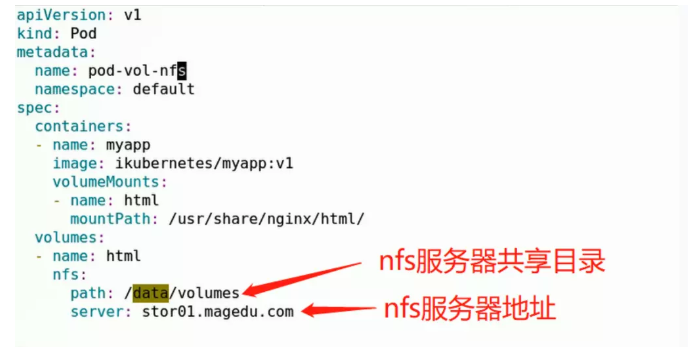 apiVersion: v1
kind: Pod
metadata:
  name: pod-vol-nfs
  namespace: default
spec:
  containers:
  - name: myapp
    image: ikubernetes/myapp:v1
    volumeMounts:
    - name: html
      mountPath: /usr/share/nginx/html/
  volumes:
  - name: html
    nfs:
      path: /data/volumes
      server: stor01.magedu.com
nfs服务器共享目录
nfs服务器地址